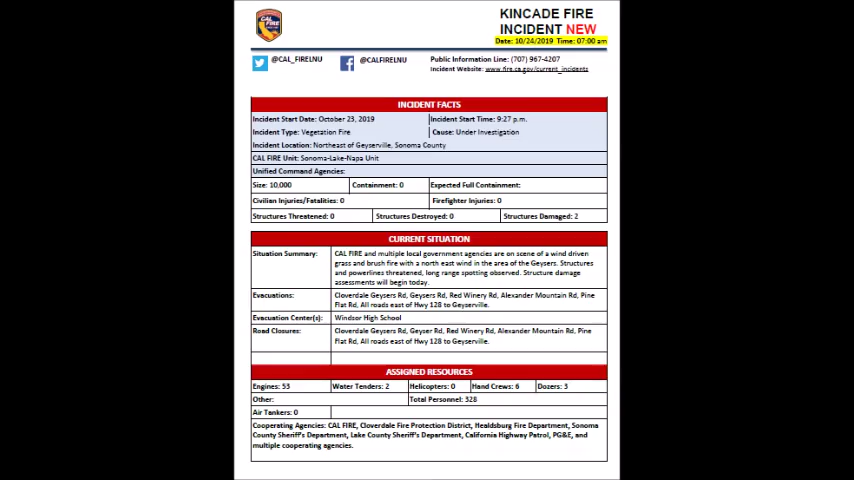 CAL FIRE
KINCADE FIRE
INCIDENT NEW
Date: 10/24/2019 Time: 07:00 am
@CAL_FIRELNU
@CALFIRELNU
Public Information Line: (707) 967-4207
Incident Website: www.fire.ca.gov/current_incidents
INCIDENT FACTS
Incident Start Date: October 23, 2019 Incident Start Time: 9:27 p.m.
Incident Type: Vegetation Fire Cause: Under Investigation
Incident Location: Northeast of Geyserville, Sonoma County
CAL FIRE Unit: Sonoma-Lake-Napa Unit
Unified Command Agencies:
Size: 10,000 Containment: 0 Expected Full Containment:
Civilian Injuries/Fatalities: 0 Firefighter Injuries: 0
Structures Threatened: 0 Structures Destroyed: 0 Structures Damaged: 2
CURRENT SITUATION
Situation Summary: CAL FIRE and multiple local government agencies are on scene of a wind driven
grass and brush fire with a north east wind in the area of the Geysers. Structures
and powerlines threatened, long range spotting observed. Structure damage
assessments will begin today.
Evacuations: Cloverdale Geysers Rd, Geysers Rd, Red Winery Rd, Alexander Mountain Rd, Pine
Flat Rd, All roads east of Hwy 128 to Geyserville.
Evacuation Center(s): Windsor High School
Road Closures: Cloverdale Geysers Rd, Geyser Rd, Red Winery Rd, Alexander Mountain Rd, Pine
Flat Rd, All roads east of Hwy 128 to Geyserville.
ASSIGNED RESOURCES
Engines: 53 Water Tenders: 2 Helicopters: 0 Hand Crews: 6 Dozers: 3
Other: Total Personnel: 328
Air Tankers: 0
Cooperating Agencies: CAL FIRE, Cloverdale Fire Protection District, Healdsburg Fire Department, Sonoma
County Sheriff's Department, Lake County Sheriff's Department, California Highway Patrol, PG&E, and
multiple cooperating agencies.